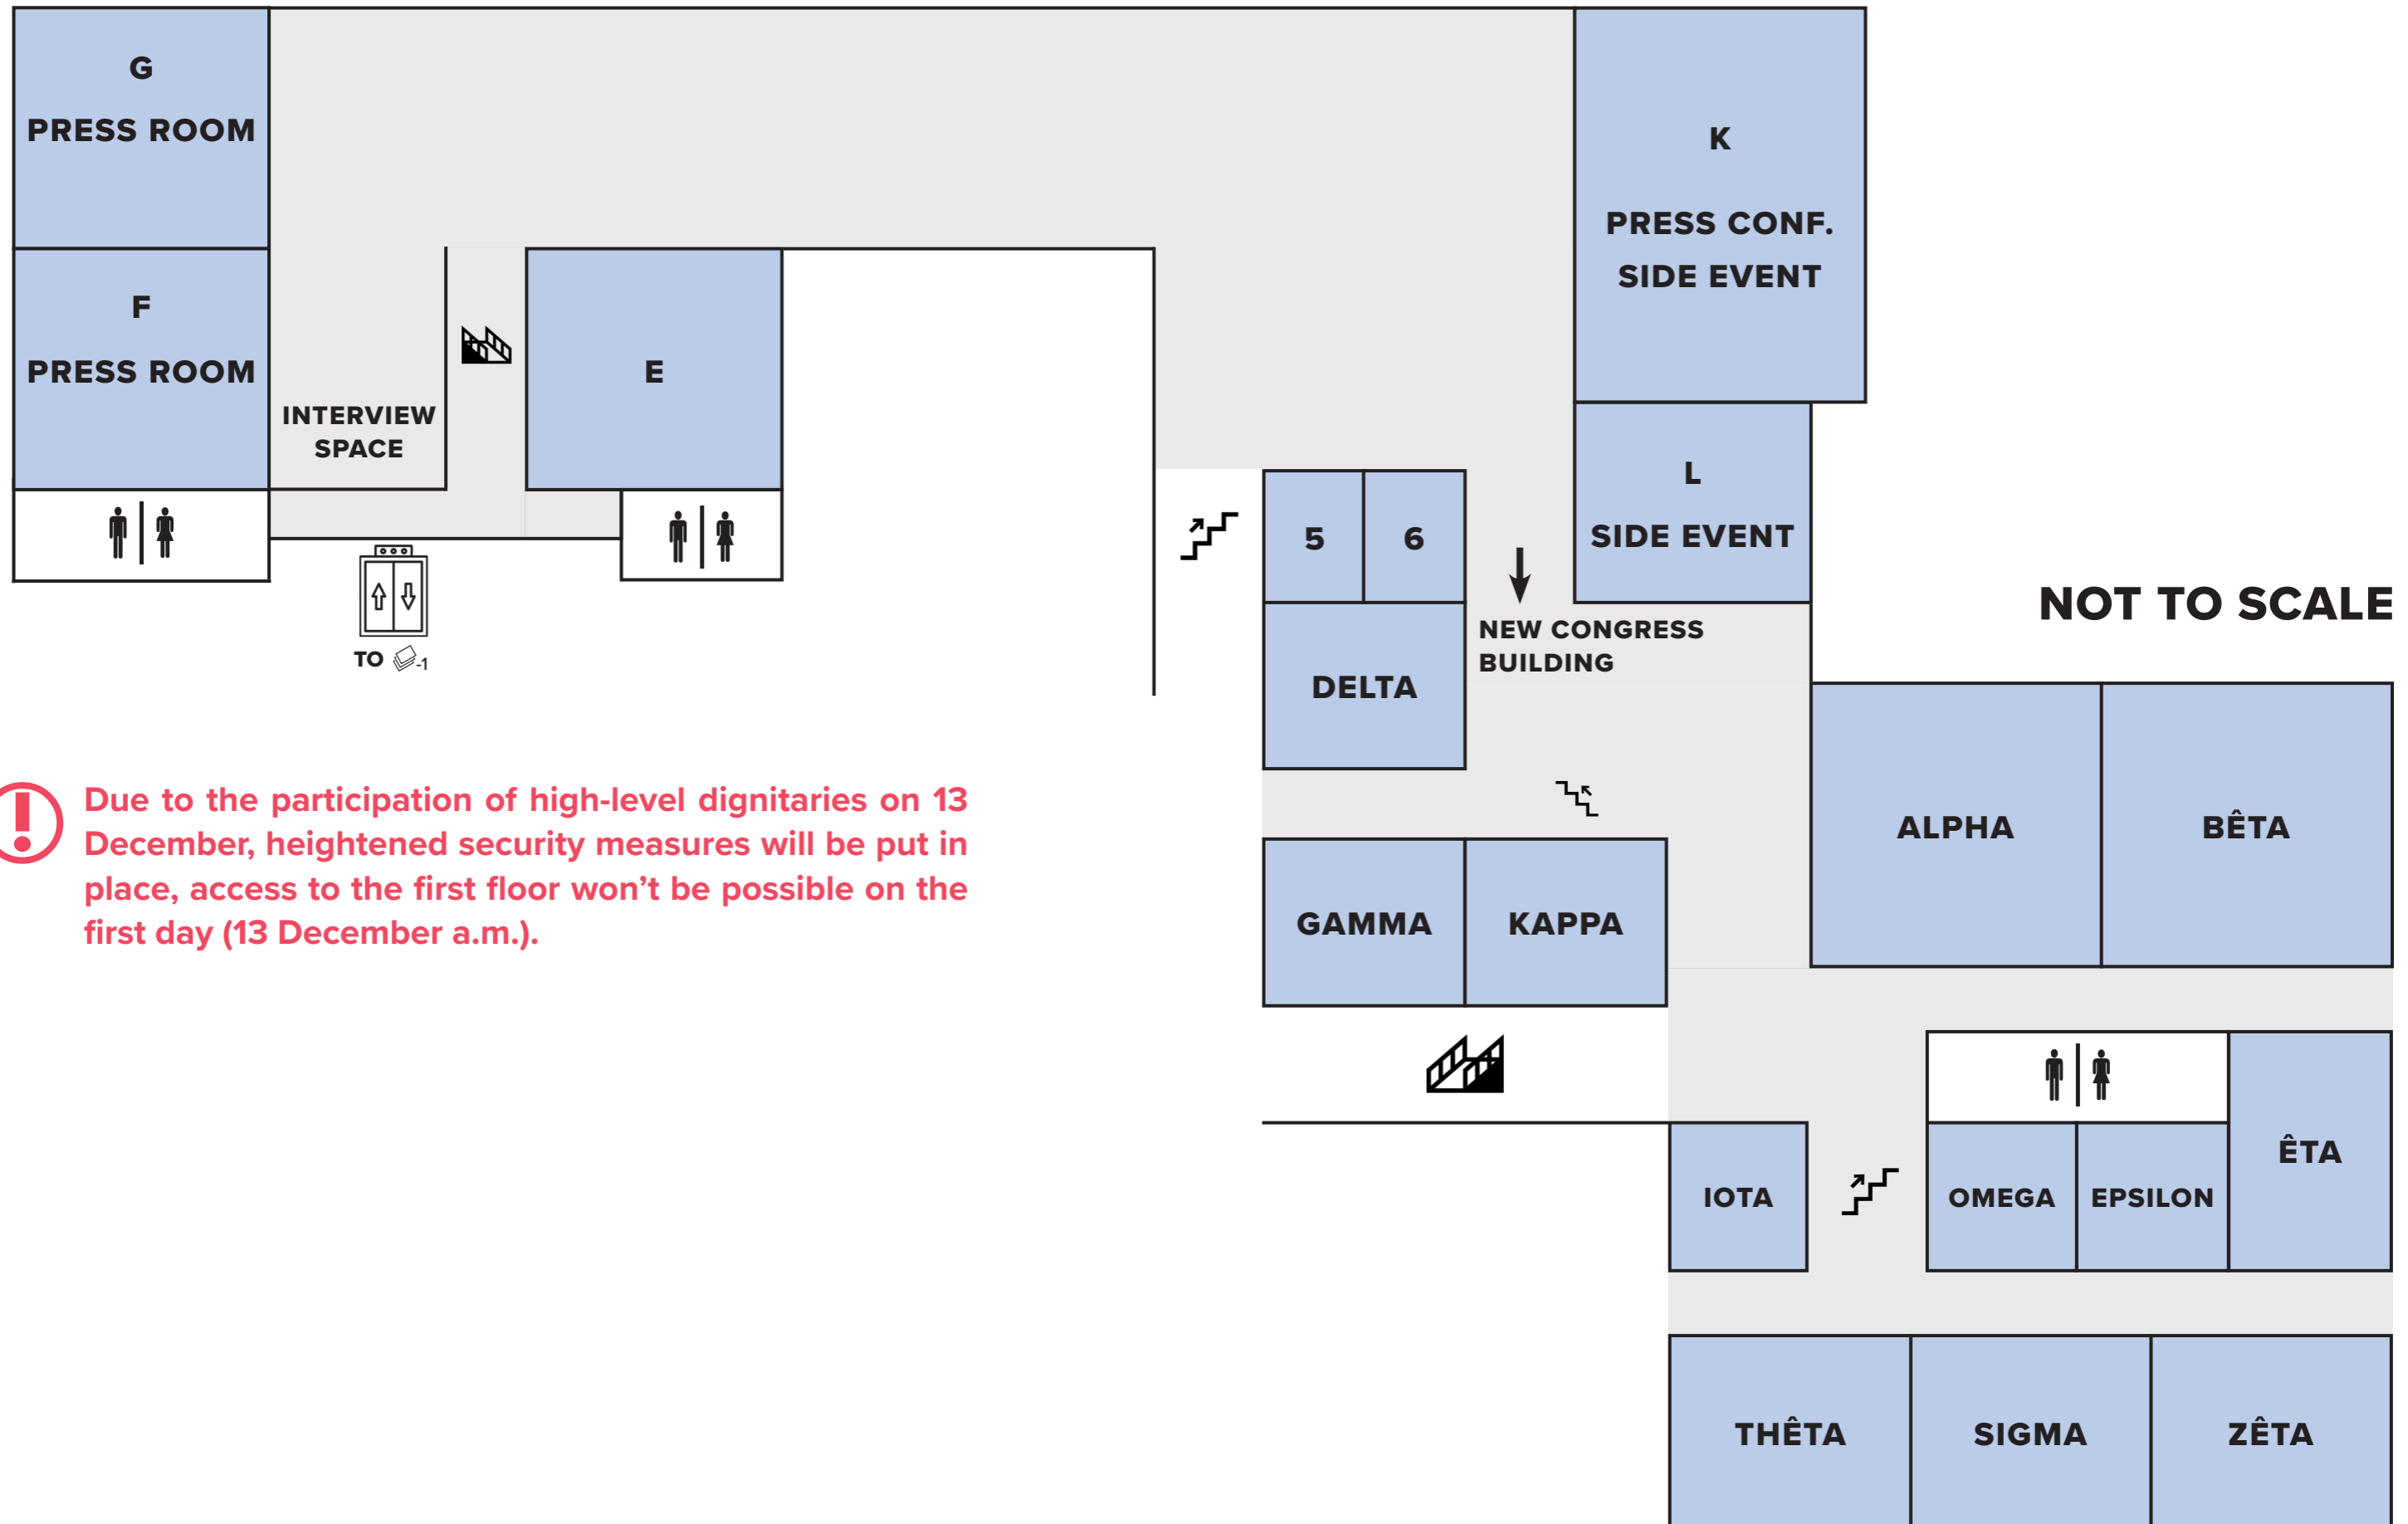 G
PRESS ROOM
F
PRESS ROOM
INTERVIEW
SPACE
E
TO -1
K
PRESS CONF.
SIDE EVENT
L
SIDE EVENT
5
6
DELTA
NEW CONGRESS
BUILDING
NOT TO SCALE
ALPHA
BÊTA
GAMMA
KAPPA
Due to the participation of high-level dignitaries on 13
December, heightened security measures will be put in
place, access to the first floor won’t be possible on the
first day (13 December a.m.).
IOTA
OMEGA
EPSILON
ÊTA
THÊTA
SIGMA
ZÊTA